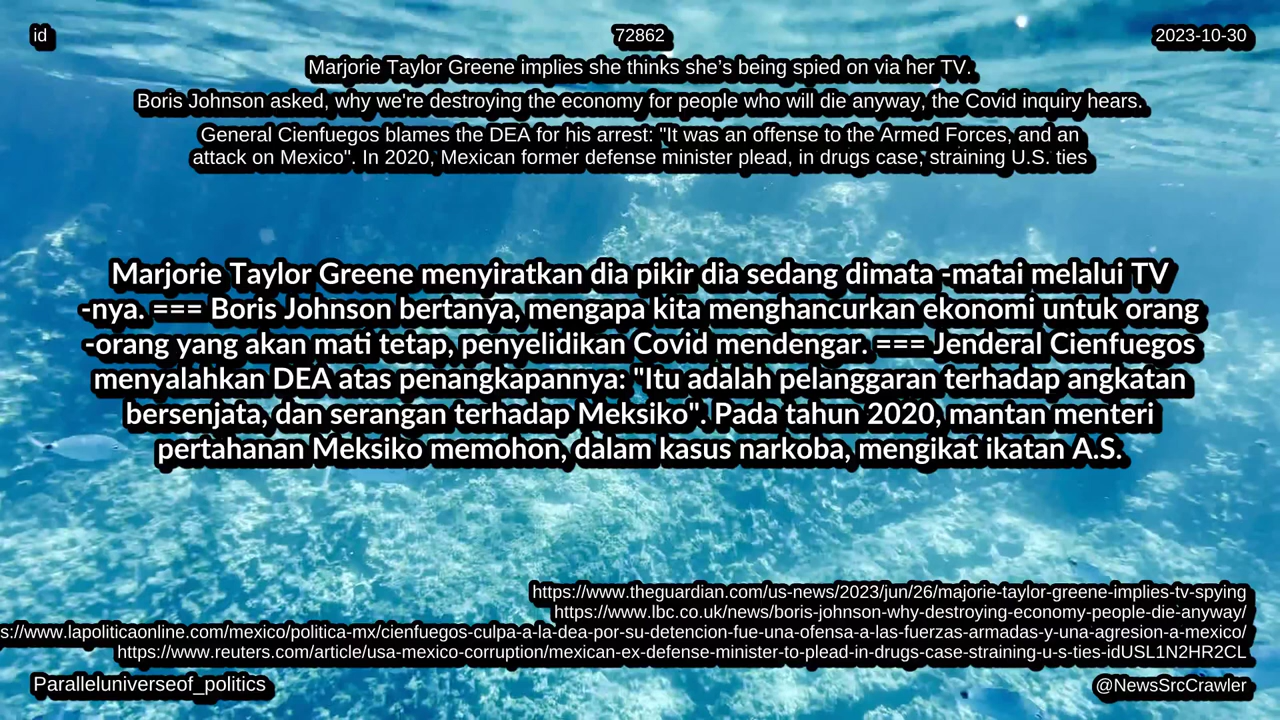 id
72862
2023-10-30
Marjorie Taylor Greene implies she thinks she’s being spied on via her TV.
Boris Johnson asked, why we're destroying the economy for people who will die anyway, the Covid inquiry hears.
General Cienfuegos blames the DEA for his arrest: "It was an offense to the Armed Forces, and an
attack on Mexico". In 2020, Mexican former defense minister plead, in drugs case, straining U.S. ties
Marjorie Taylor Greene menyiratkan dia pikir dia sedang dimata -matai melalui TV
-nya. === Boris Johnson bertanya, mengapa kita menghancurkan ekonomi untuk orang
-orang yang akan mati tetap, penyelidikan Covid mendengar. === Jenderal Cienfuegos
menyalahkan DEA atas penangkapannya: "Itu adalah pelanggaran terhadap angkatan
bersenjata, dan serangan terhadap Meksiko". Pada tahun 2020, mantan menteri
pertahanan Meksiko memohon, dalam kasus narkoba, mengikat ikatan A.S.
https://www.theguardian.com/us-news/2023/jun/26/majorie-taylor-greene-implies-tv-spying
https://www.lbc.co.uk/news/boris-johnson-why-destroying-economy-people-die-anyway/
s://www.lapoliticaonline.com/mexico/politica-mx/cienfuegos-culpa-a-la-dea-por-su-detencion-fue-una-ofensa-a-las-fuerzas-armadas-y-una-agresion-a-mexico/
https://www.reuters.com/article/usa-mexico-corruption/mexican-ex-defense-minister-to-plead-in-drugs-case-straining-u-s-ties-idUSL1N2HR2CL
Paralleluniverseof_politics
@NewsSrcCrawler